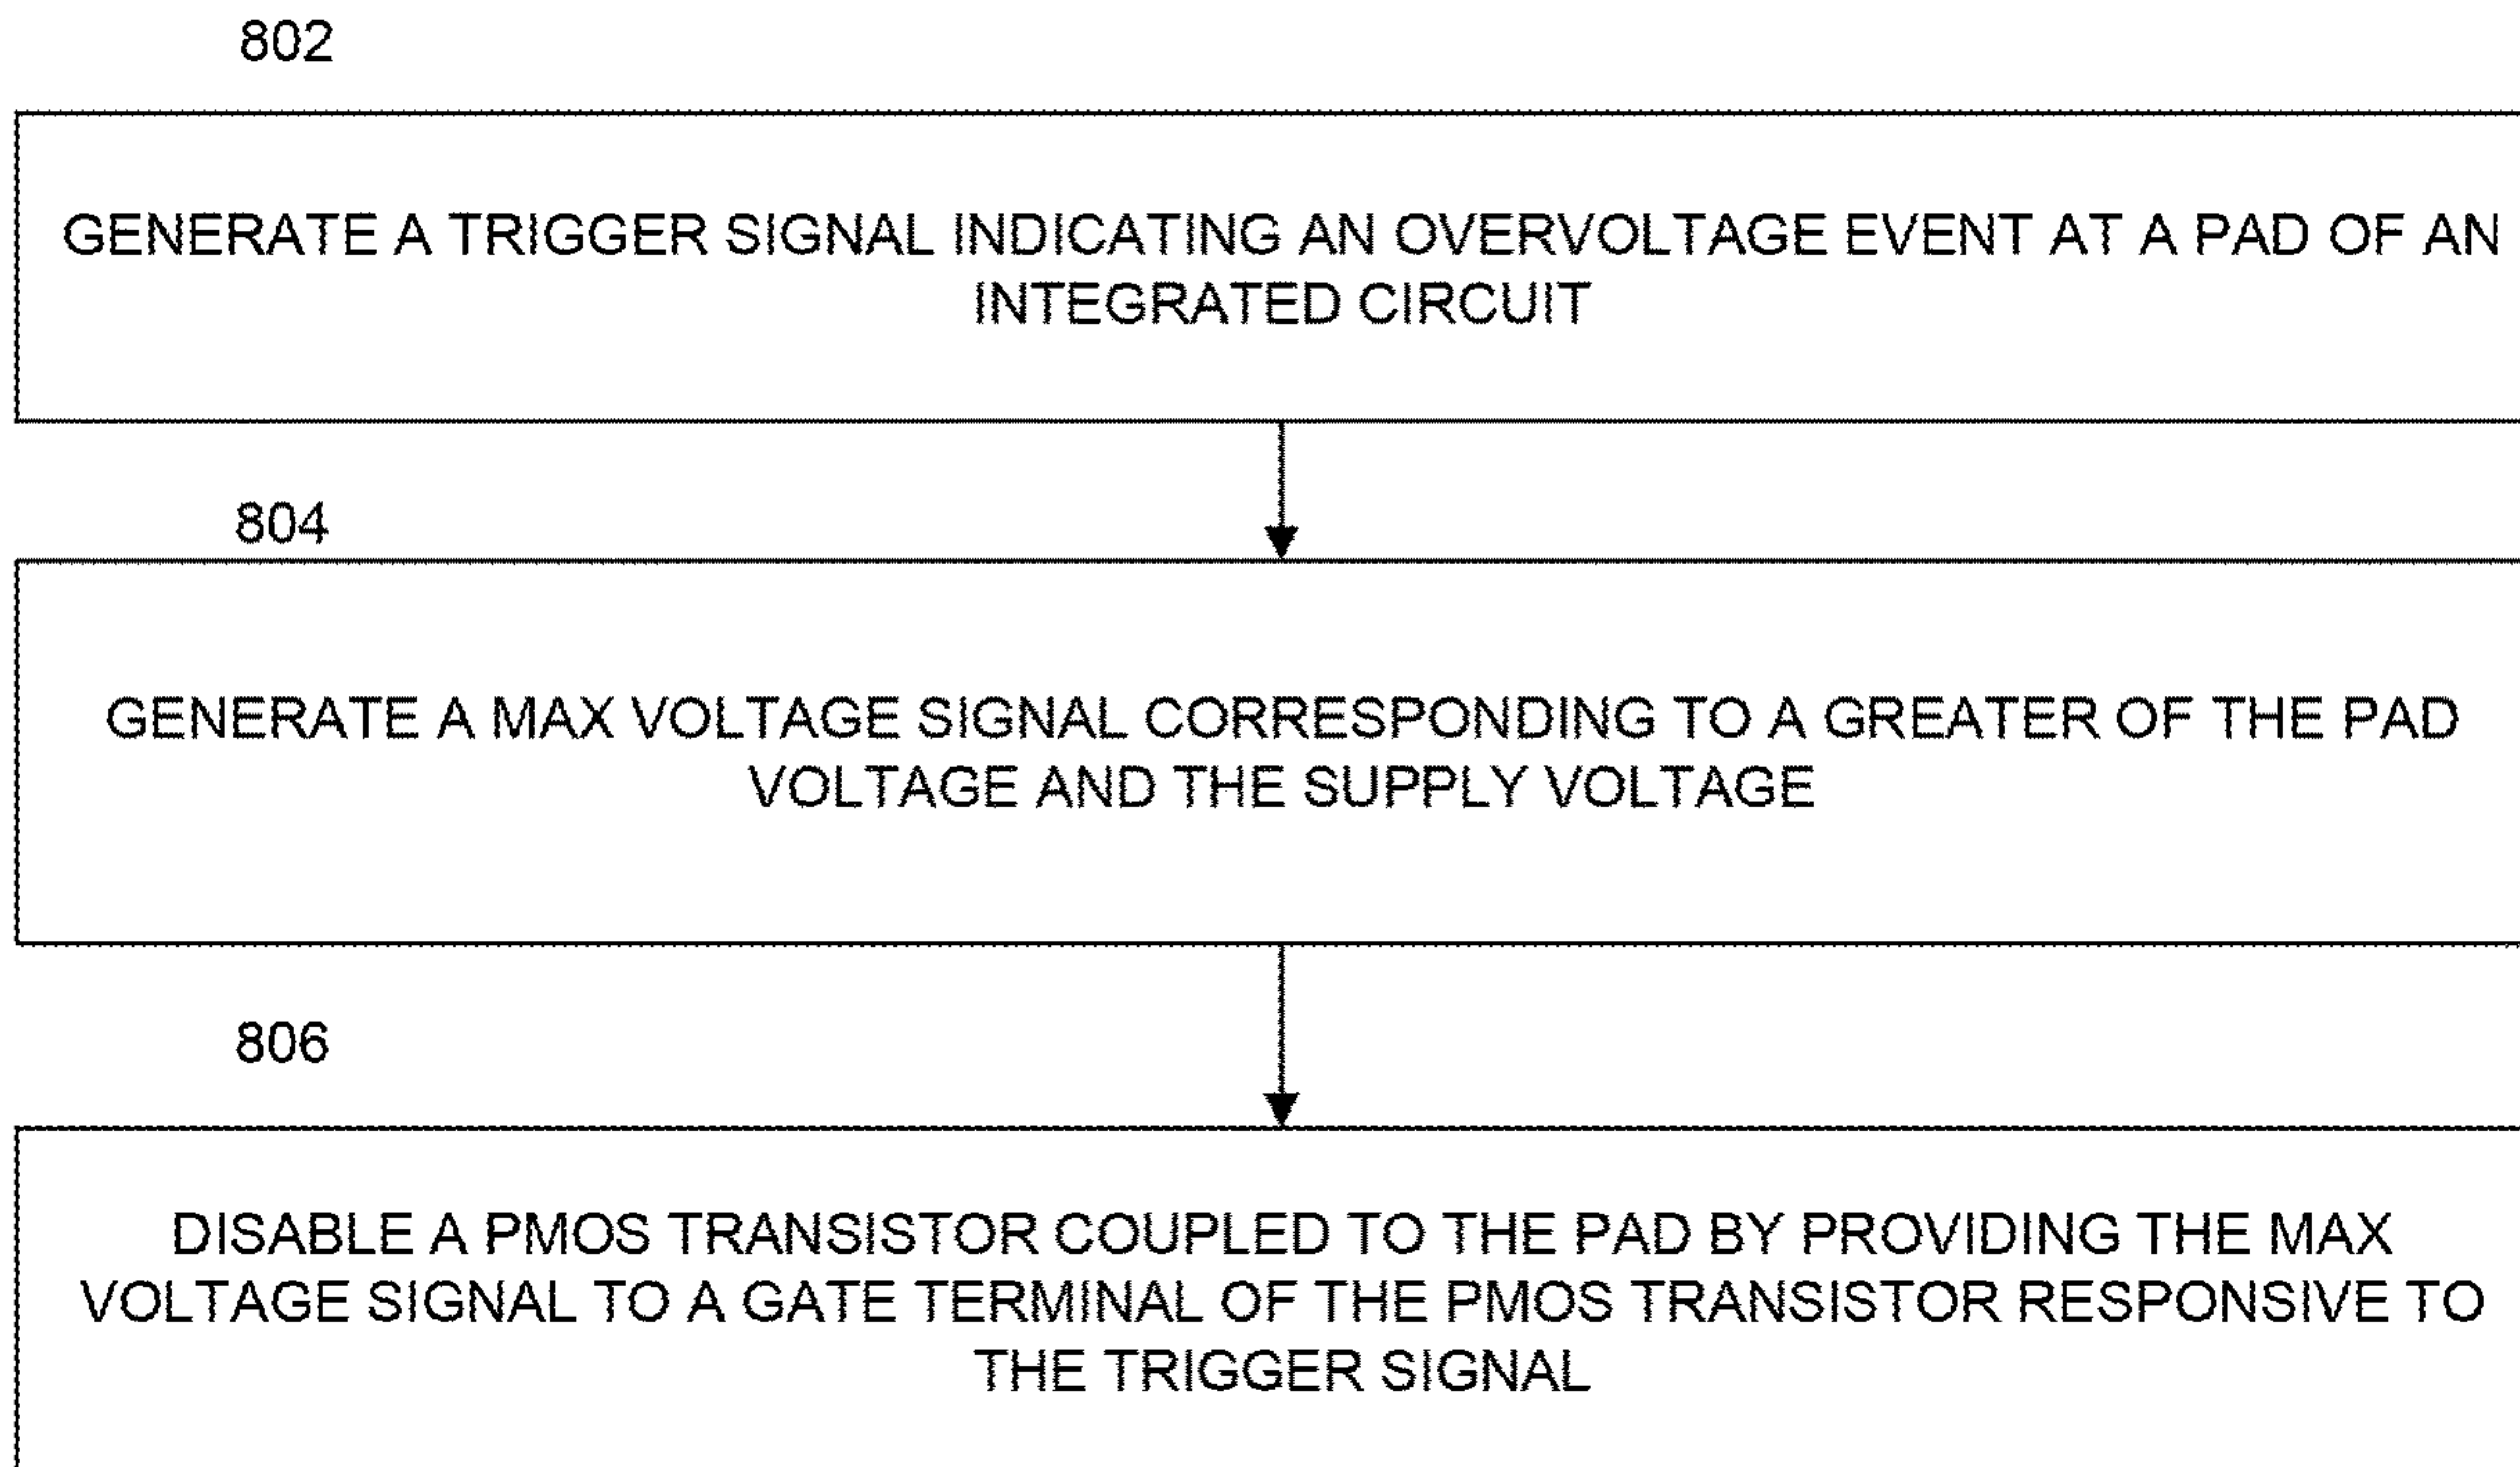 802
GENERATE A TRIGGER SIGNAL INDICATING AN OVERVOLTAGE EVENT AT A PAD OF AN
INTEGRATED CIRCUIT
804
GENERATE A MAX VOLTAGE SIGNAL CORRESPONDING TO A GREATER OF THE PAD
VOLTAGE AND THE SUPPLY VOLTAGE
806
DISABLE A PMOS TRANSISTOR COUPLED TO THE PAD BY PROVIDING THE MAX
VOLTAGE SIGNAL TO A GATE TERMINAL OF THE PMOS TRANSISTOR RESPONSIVE TO
THE TRIGGER SIGNAL